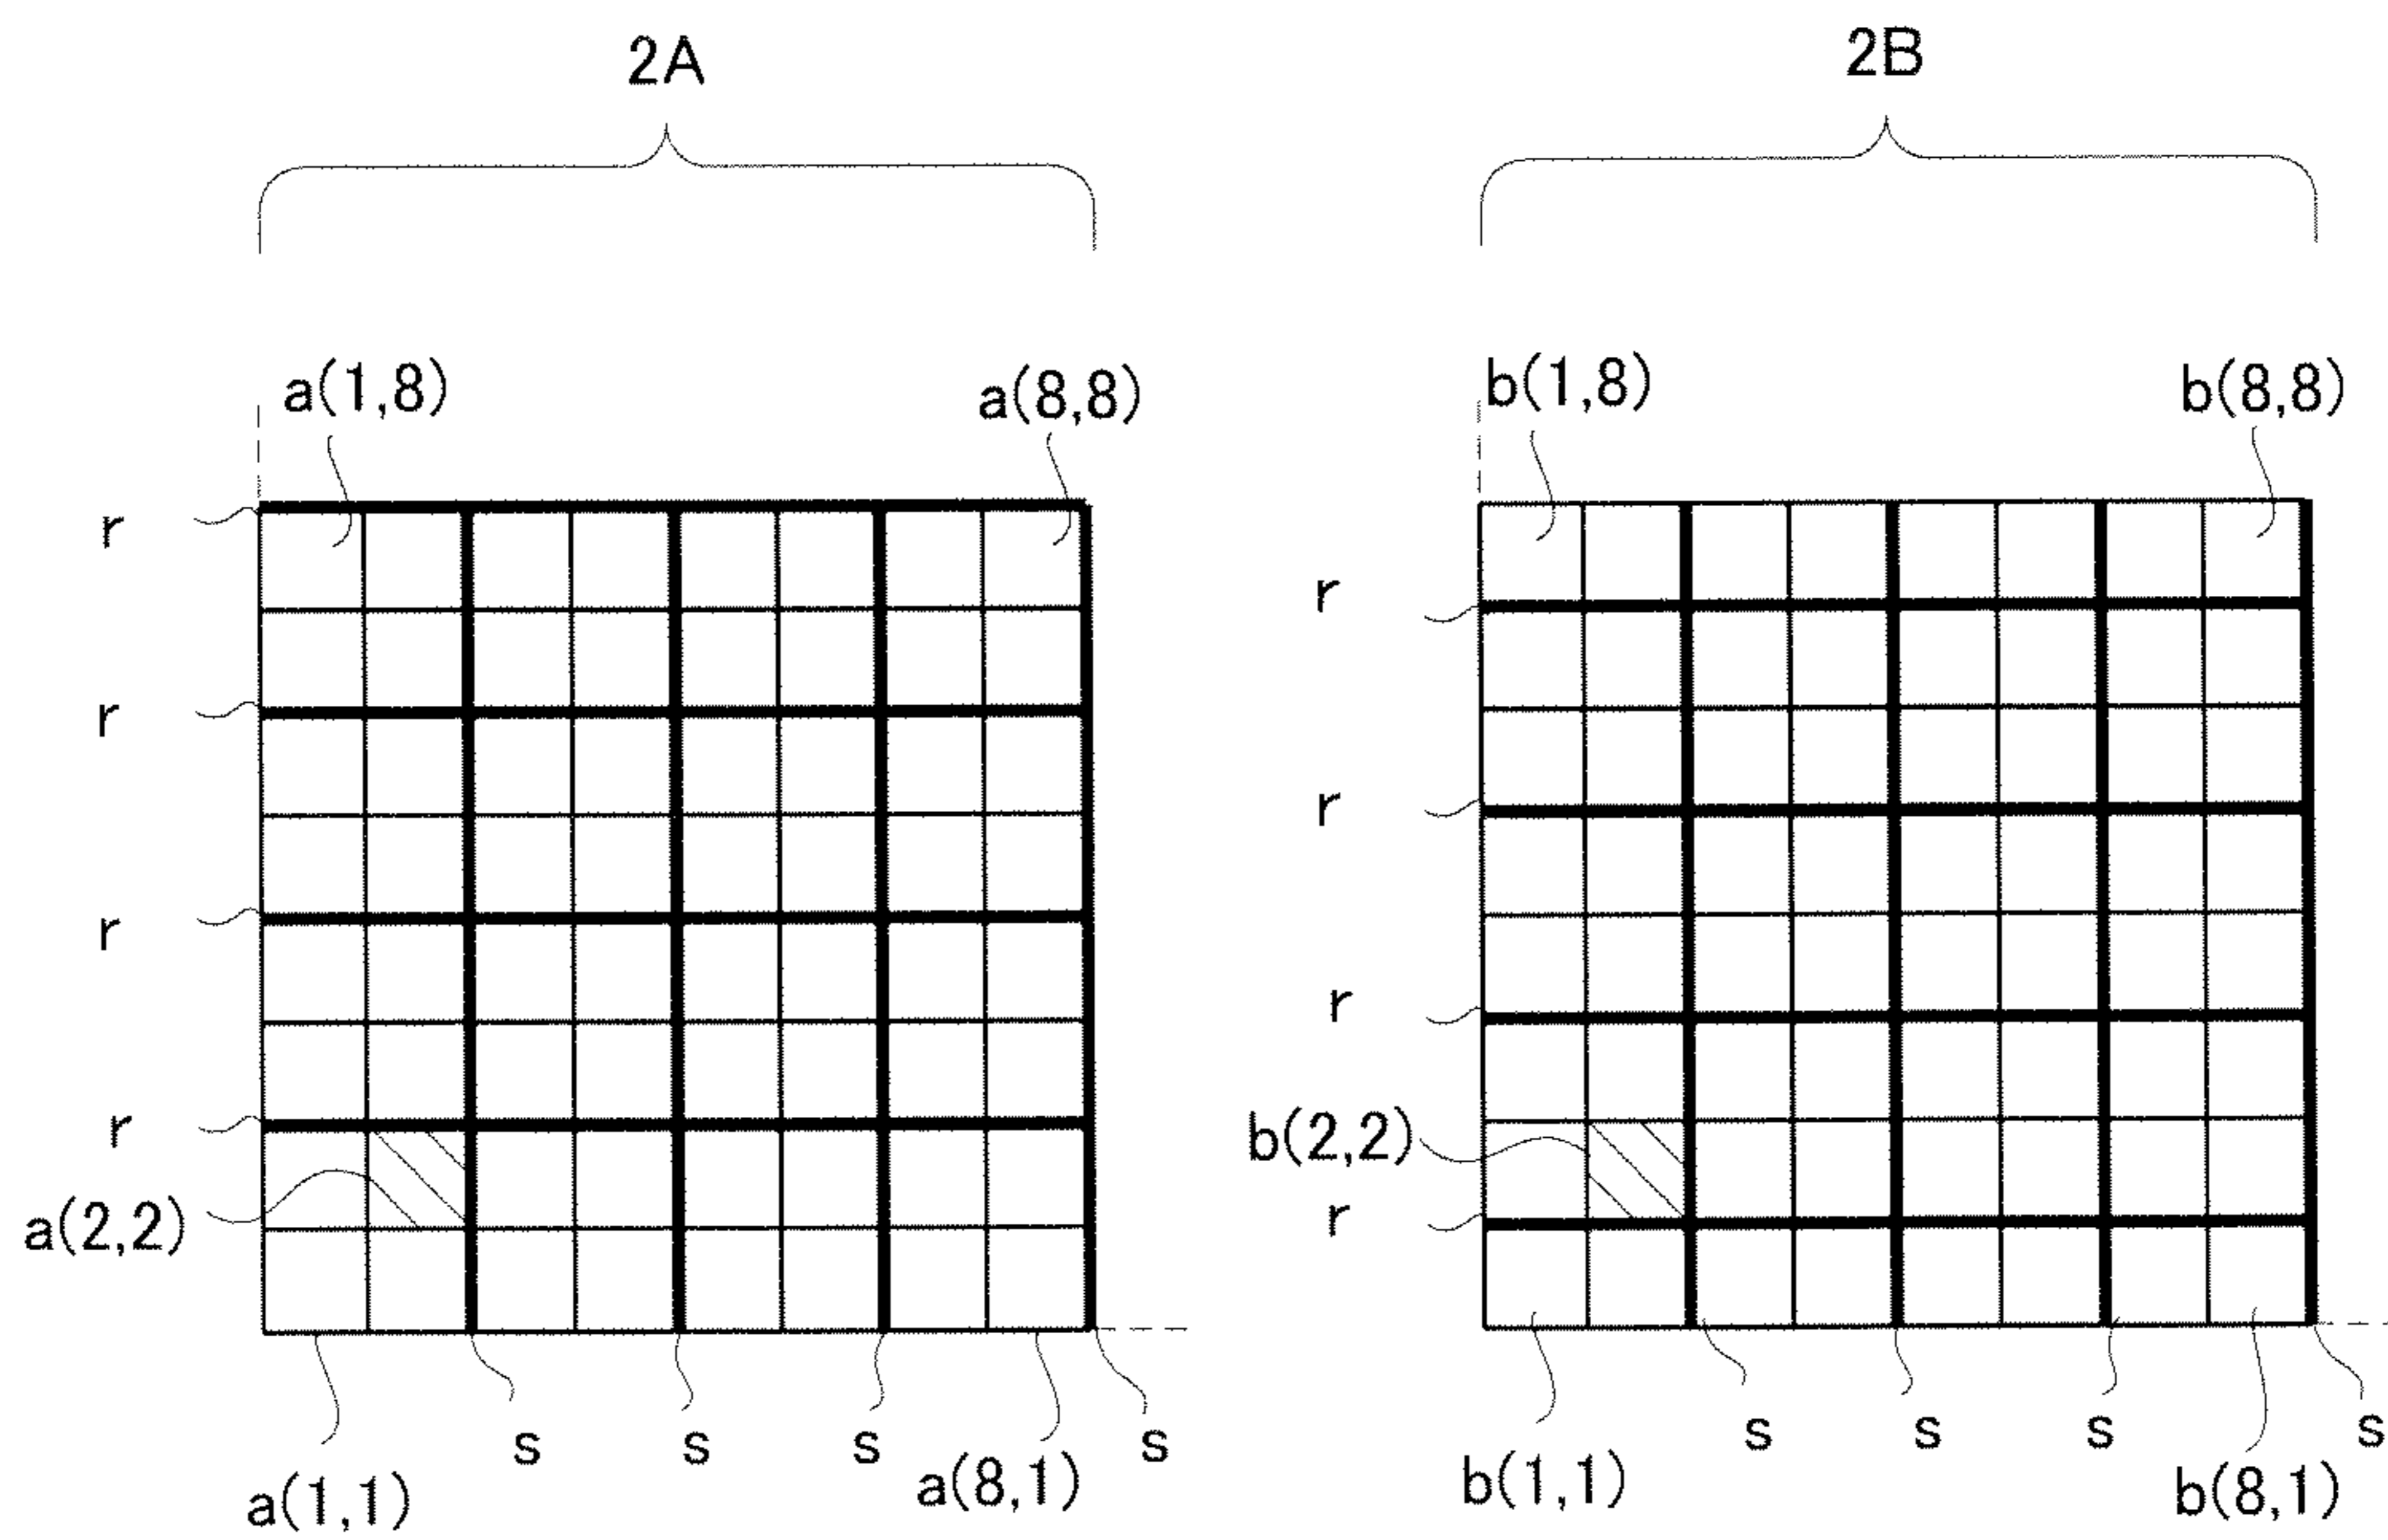 2A
2B
a(1,8)
a(8,8)
b(1,8)
b(8,8)
r
r
r
r
r
r
r
r
a(2,2)
b(2,2)
s
s
s
s
s
s
s
s
a(1,1)
a(8,1)
b(1,1)
b(8,1)